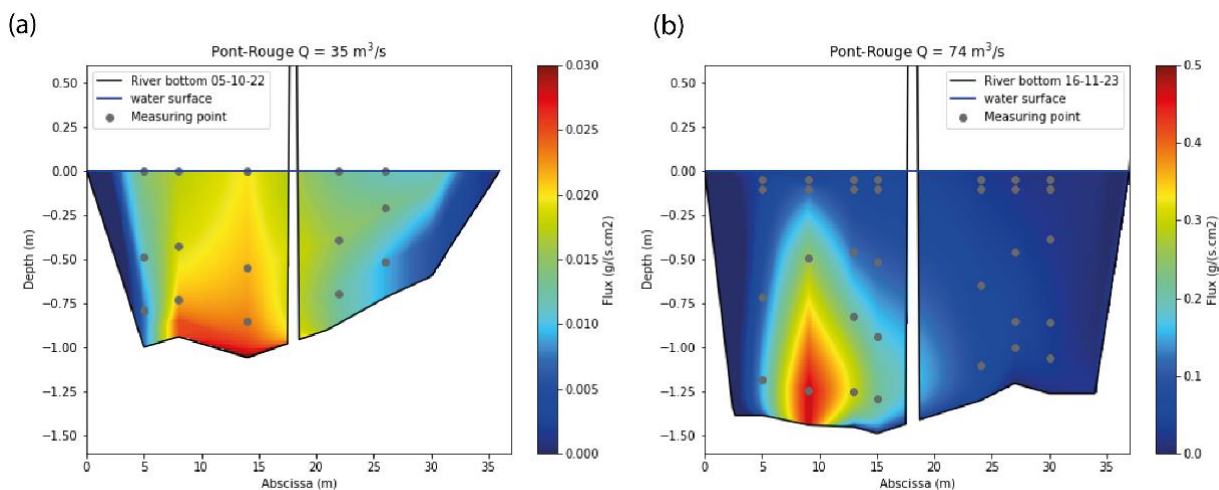 (a)
Pont-Rouge Q = 35 m³/s
River bottom 05-10-22
water surface
Measuring point
0.50
0.25
0.00
−0.25
−0.50
−0.75
−1.00
−1.25
−1.50
Depth (m)
0 5 10 15 20 25 30 35
Abscissa (m)
0.030
0.025
0.020
0.015
0.010
0.005
0.000
Flux (g/(s.cm2)
(b)
Pont-Rouge Q = 74 m³/s
River bottom 16-11-23
water surface
Measuring point
0.50
0.25
0.00
−0.25
−0.50
−0.75
−1.00
−1.25
−1.50
Depth (m)
0 5 10 15 20 25 30 35
Abscissa (m)
0.5
0.4
0.3
0.2
0.1
0.0
Flux (g/(s.cm2)